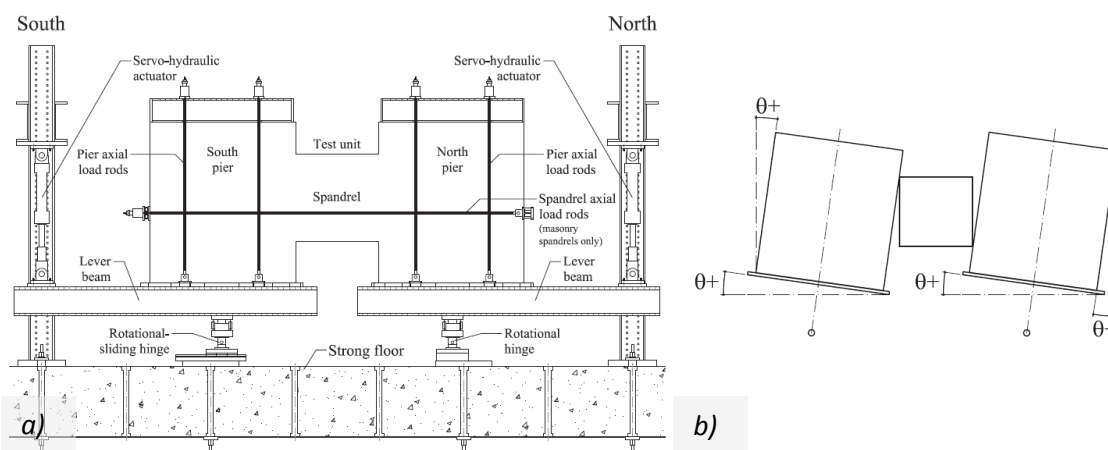 South
North
Servo-hydraulic
actuator
Servo-hydraulic
actuator
Test unit
Pier axial
load rods
South
pier
North
pier
Pier axial
load rods
Spandrel
Spandrel axial
load rods
(masonry
spandrels only)
Lever
beam
Lever
beam
Rotational-
sliding hinge
Rotational
hinge
Strong floor
a)
θ+
θ+
θ+
θ+
b)